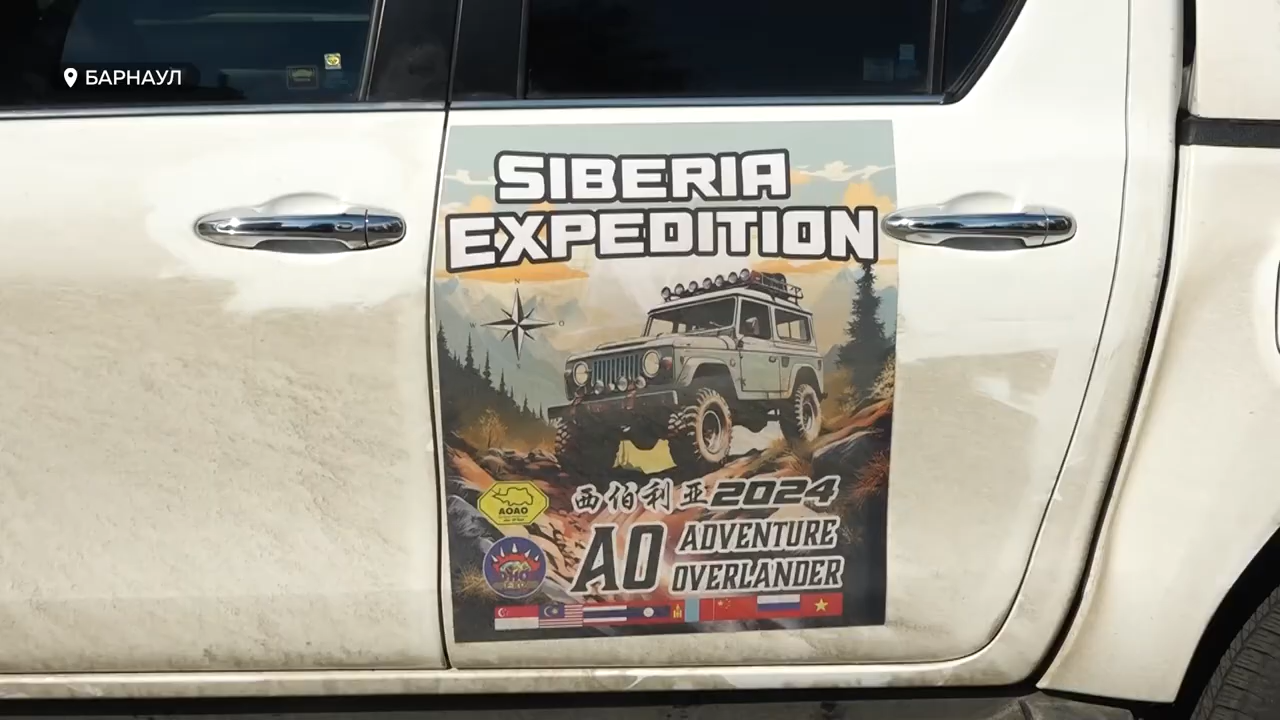 БАРНАУЛ
SIBERIA
EXPEDITION
N
W
O
S
AOAO
西伯利亚2024
AO ADVENTURE
OVERLANDER